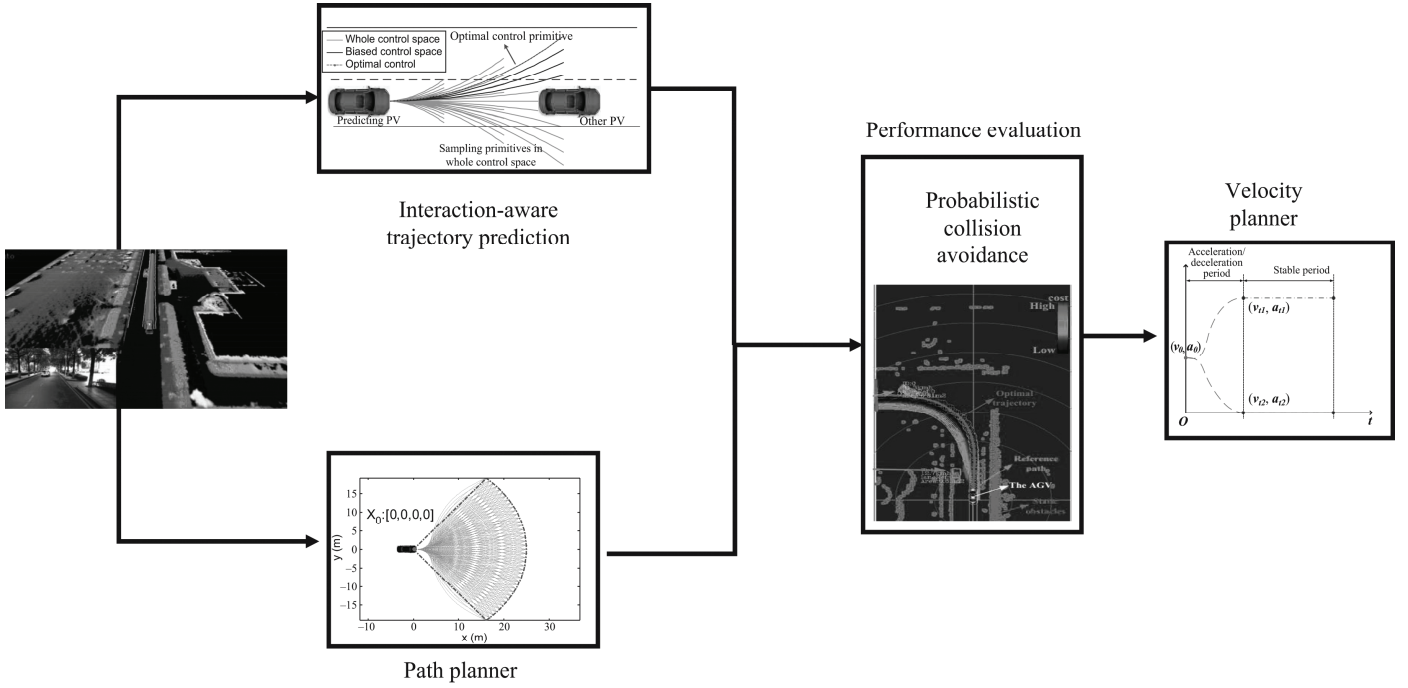 Whole control space
Biased control space
Optimal control
Optimal control primitive
Predicting PV
Other PV
Sampling primitives in
whole control space
Interaction-aware
trajectory prediction
15
10
5
0
−5
−10
−15
y (m)
X0:[0,0,0,0]
−10 0 10 20 30
x (m)
Path planner
Performance evaluation
Probabilistic
collision
avoidance
cost
High
Low
Optimal
trajectory
Reference
path
The AGV
Static
obstacles
Velocity
planner
Acceleration/
deceleration
period
Stable period
(vt1, at1)
(v0, a0)
(vt2, at2)
O
t